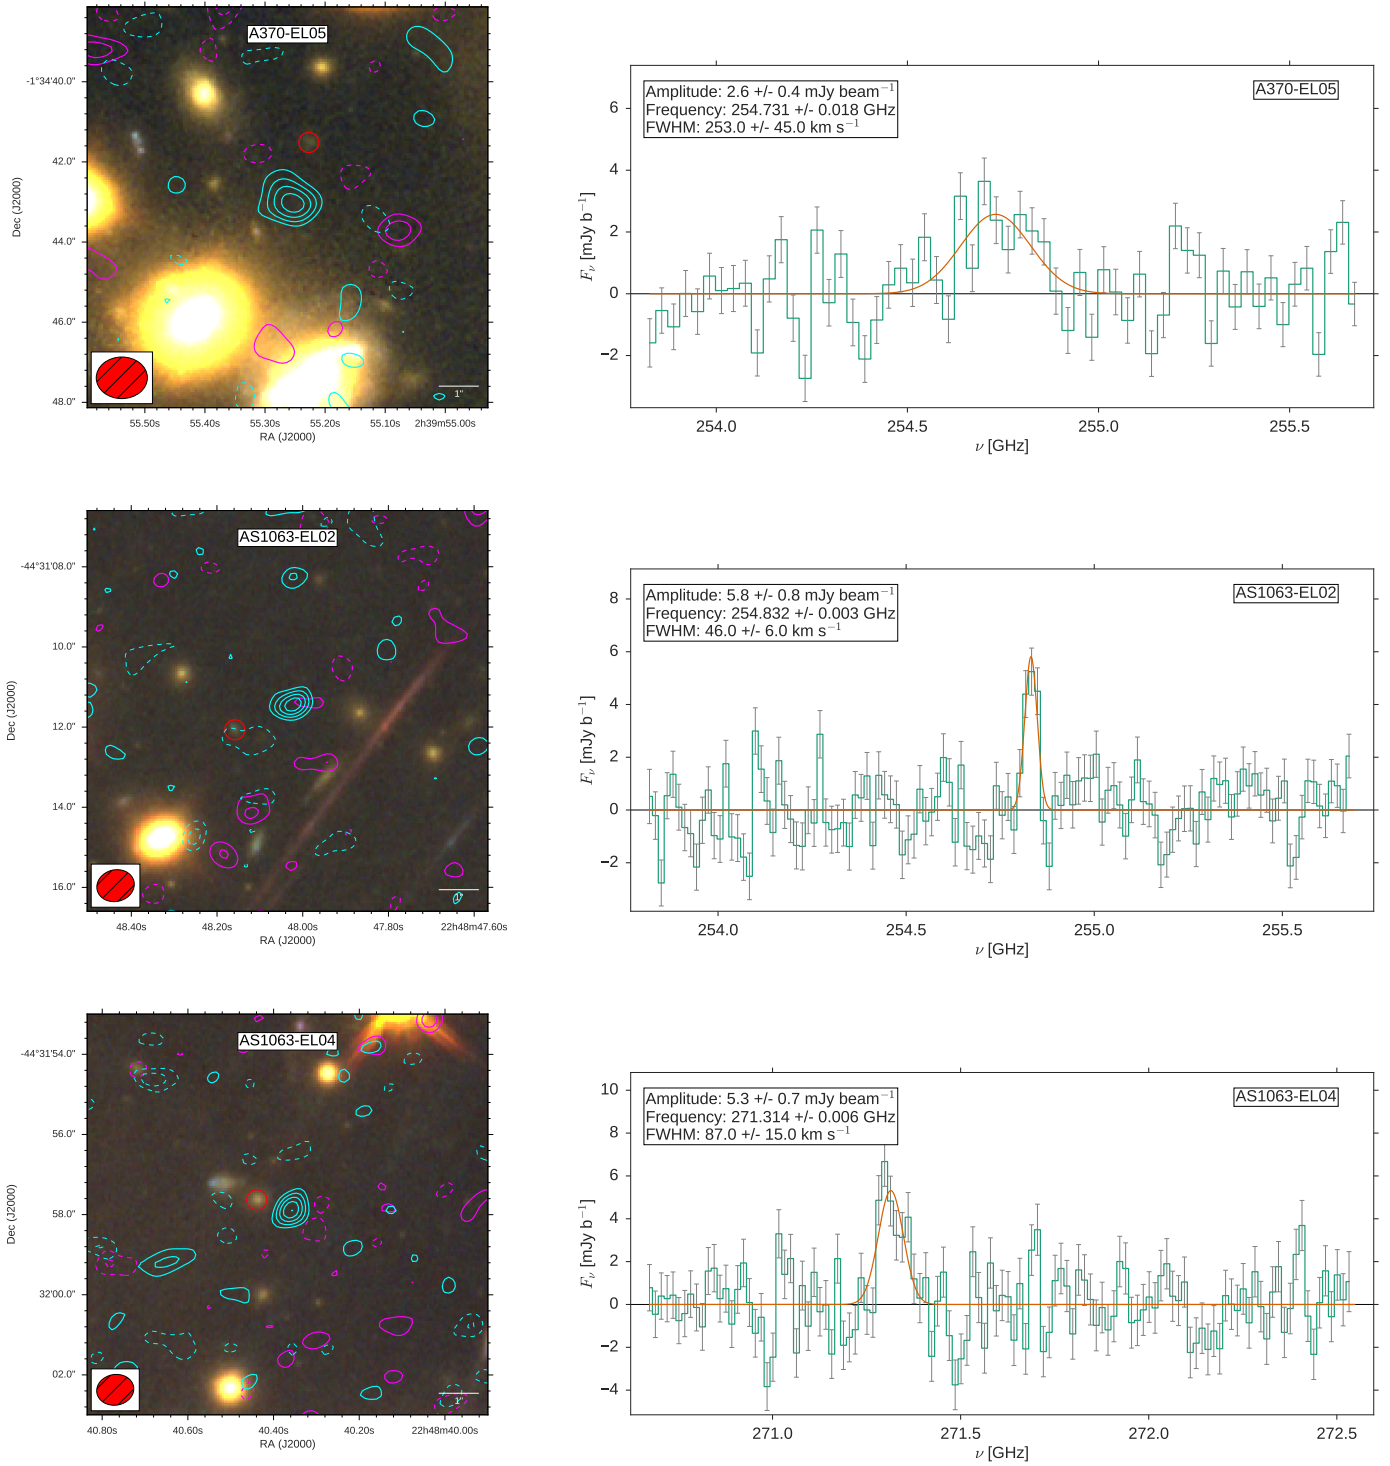 A370-EL05
-1°34'40.0"
42.0"
44.0"
46.0"
48.0"
Dec (J2000)
1"
55.50s 55.40s 55.30s 55.20s 55.10s 2h39m55.00s
RA (J2000)
Amplitude: 2.6 +/- 0.4 mJy beam⁻¹
Frequency: 254.731 +/- 0.018 GHz
FWHM: 253.0 +/- 45.0 km s⁻¹
A370-EL05
6
4
2
0
−2
Fν [mJy b⁻¹]
254.0 254.5 255.0 255.5
ν [GHz]
AS1063-EL02
-44°31'08.0"
10.0"
12.0"
14.0"
16.0"
Dec (J2000)
1"
48.40s 48.20s 48.00s 47.80s 22h48m47.60s
RA (J2000)
Amplitude: 5.8 +/- 0.8 mJy beam⁻¹
Frequency: 254.832 +/- 0.003 GHz
FWHM: 46.0 +/- 6.0 km s⁻¹
AS1063-EL02
8
6
4
2
0
−2
Fν [mJy b⁻¹]
254.0 254.5 255.0 255.5
ν [GHz]
AS1063-EL04
-44°31'54.0"
56.0"
58.0"
32'00.0"
02.0"
Dec (J2000)
1"
40.80s 40.60s 40.40s 40.20s 22h48m40.00s
RA (J2000)
Amplitude: 5.3 +/- 0.7 mJy beam⁻¹
Frequency: 271.314 +/- 0.006 GHz
FWHM: 87.0 +/- 15.0 km s⁻¹
AS1063-EL04
10
8
6
4
2
0
−2
−4
Fν [mJy b⁻¹]
271.0 271.5 272.0 272.5
ν [GHz]